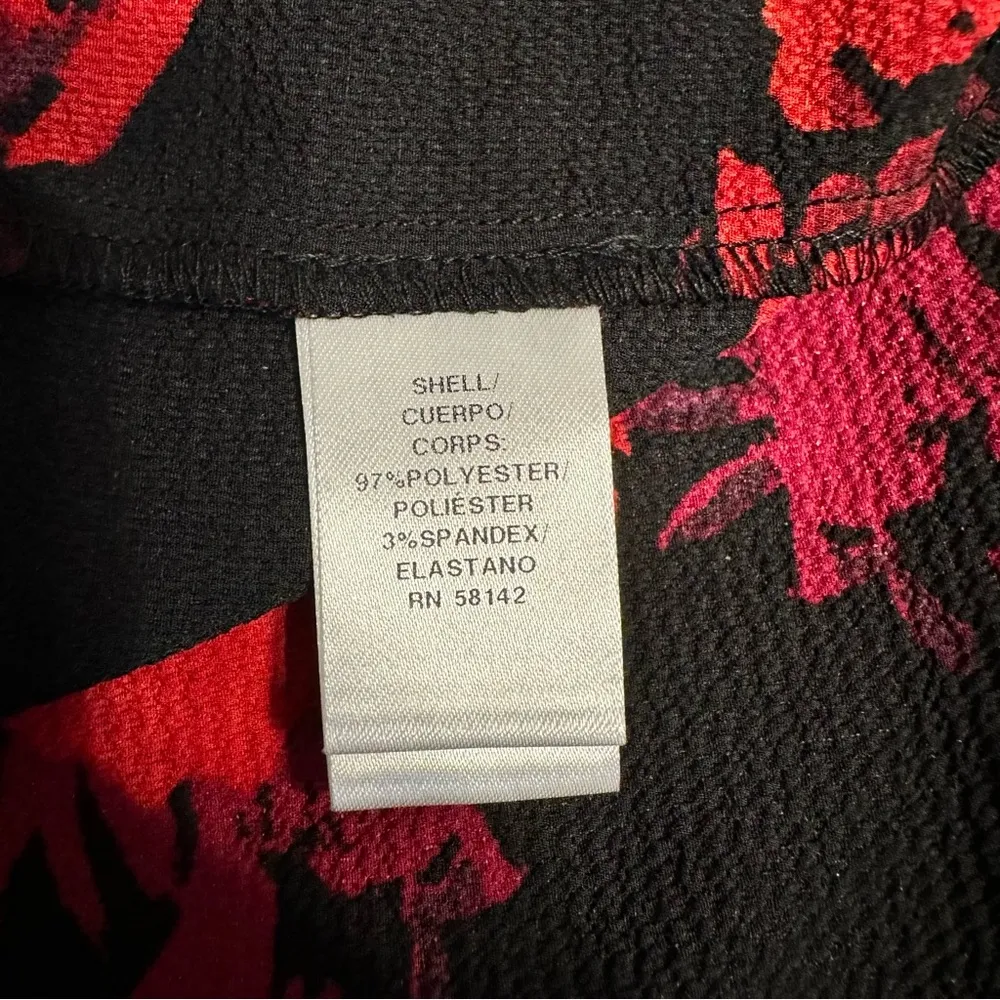 SHELL/
CUERPO/
CORPS:
97%POLYESTER/
POLIÉSTER
3%SPANDEX/
ELASTANO
RN 58142